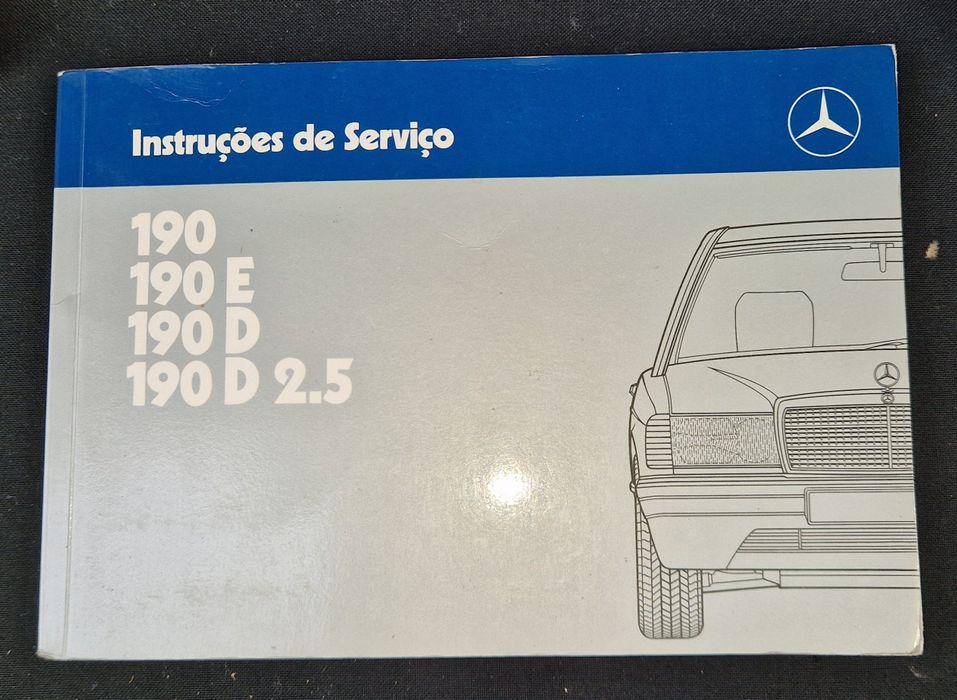 Instruções de Serviço
190
190 E
190 D
190 D 2.5